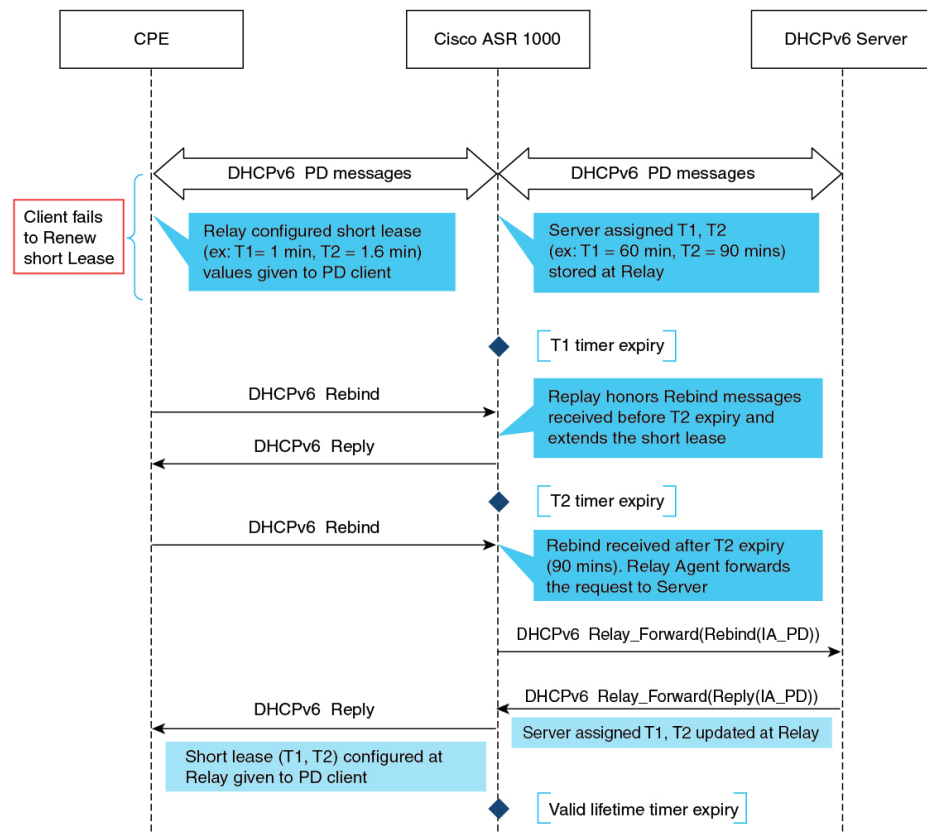 CPE
Cisco ASR 1000
DHCPv6 Server
DHCPv6 PD messages
DHCPv6 PD messages
Client fails
to Renew
short Lease
Relay configured short lease
(ex: T1= 1 min, T2 = 1.6 min)
values given to PD client
Server assigned T1, T2
(ex: T1 = 60 min, T2 = 90 mins)
stored at Relay
T1 timer expiry
DHCPv6 Rebind
Replay honors Rebind messages
received before T2 expiry and
extends the short lease
DHCPv6 Reply
T2 timer expiry
DHCPv6 Rebind
Rebind received after T2 expiry
(90 mins). Relay Agent forwards
the request to Server
DHCPv6 Relay_Forward(Rebind(IA_PD))
DHCPv6 Relay_Forward(Reply(IA_PD))
DHCPv6 Reply
Server assigned T1, T2 updated at Relay
Short lease (T1, T2) configured at
Relay given to PD client
Valid lifetime timer expiry